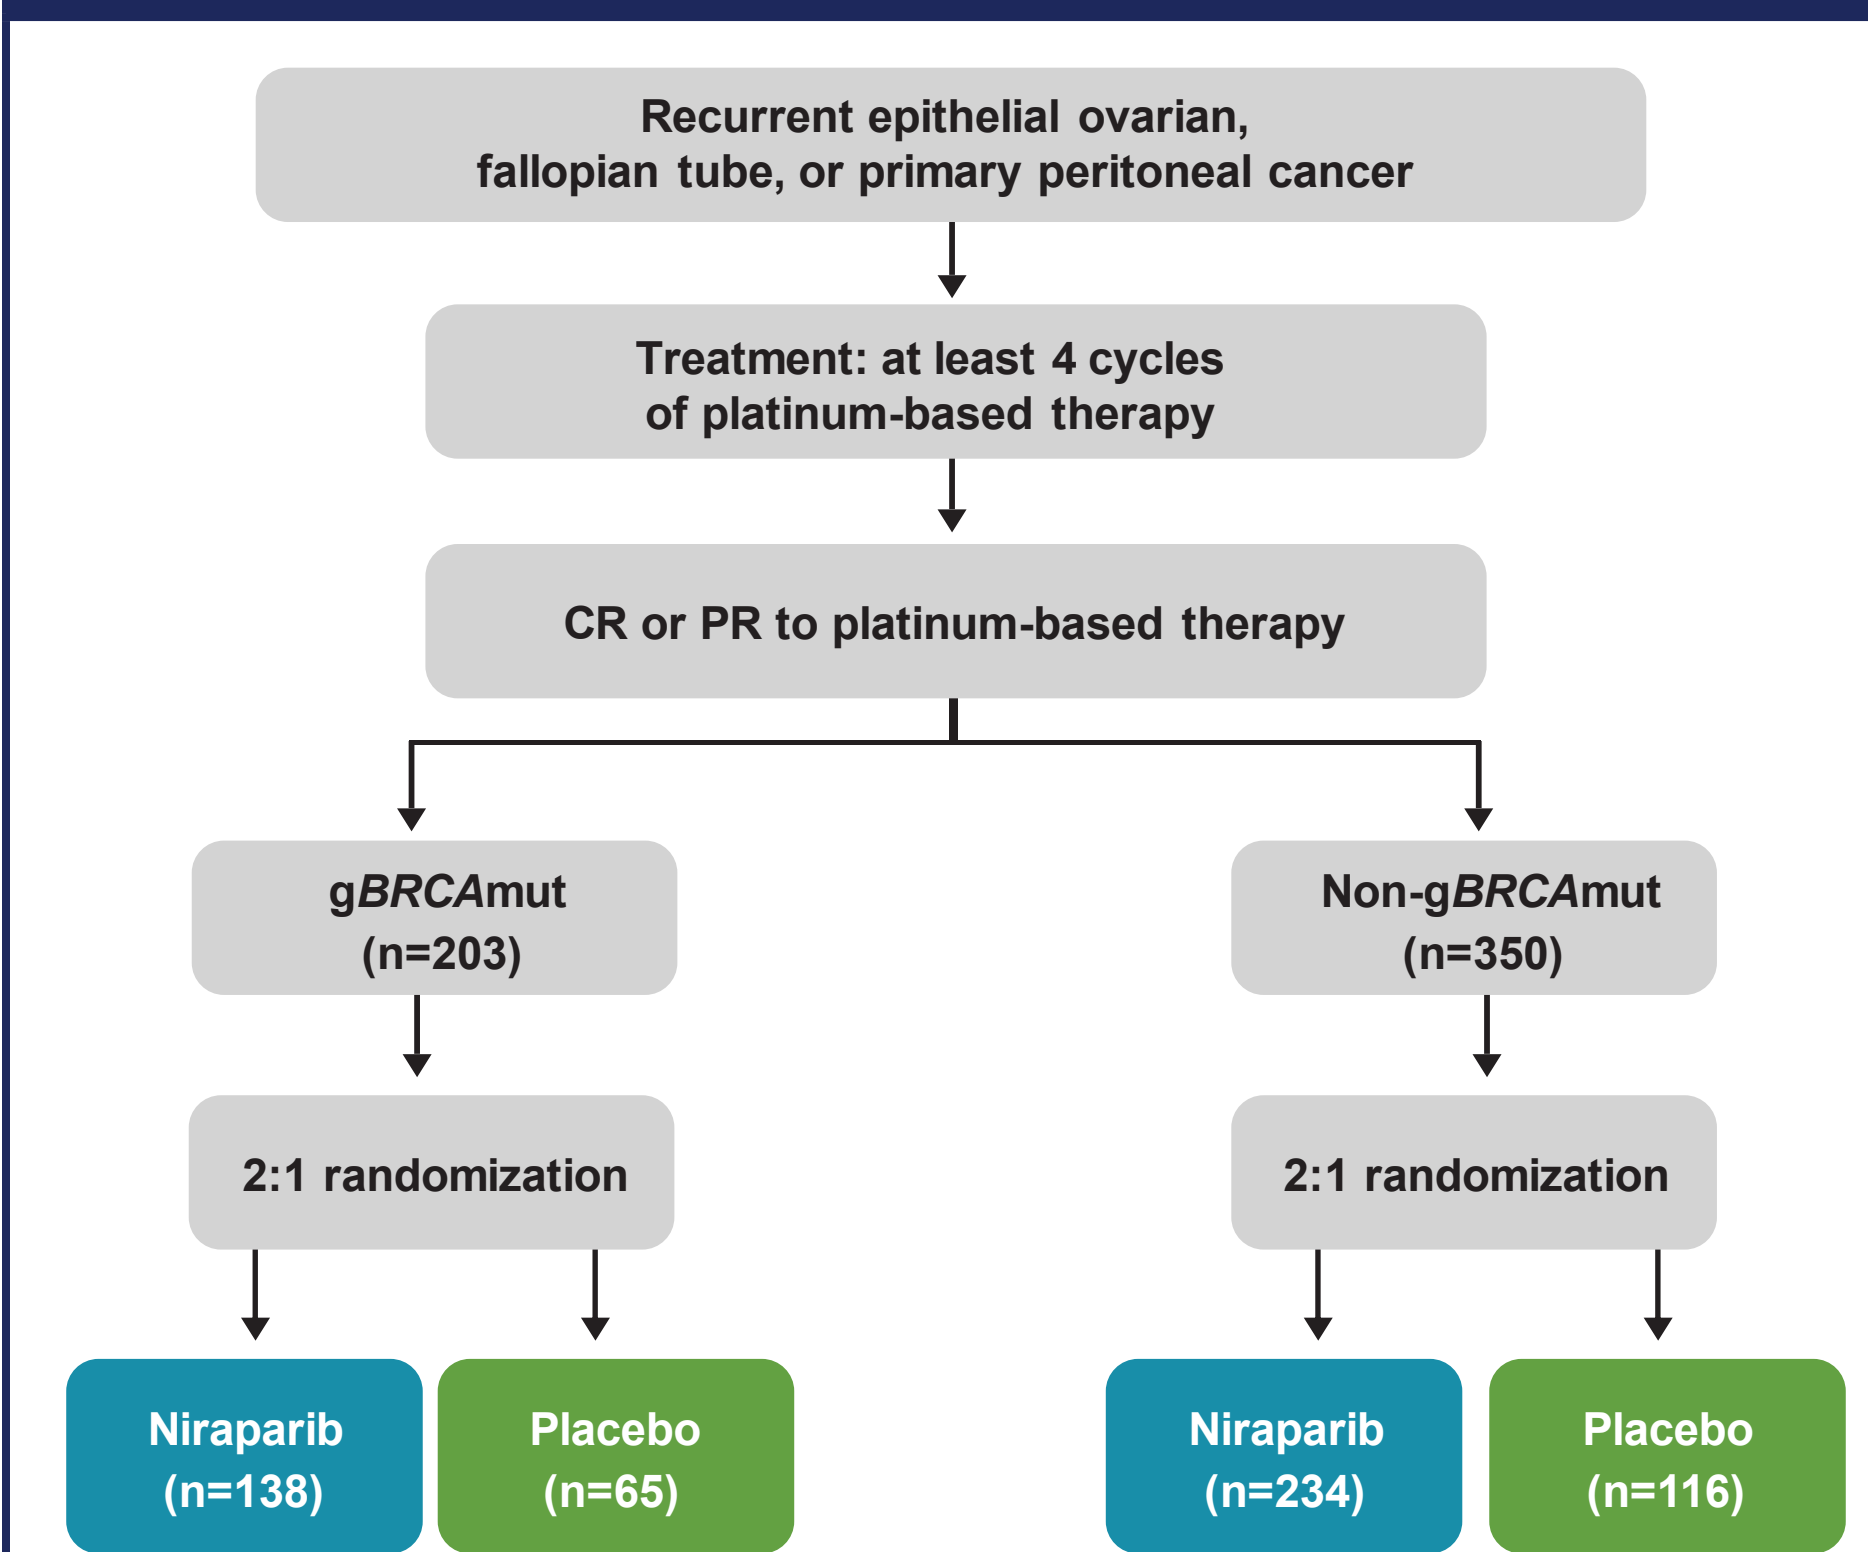 Recurrent epithelial ovarian,
fallopian tube, or primary peritoneal cancer
Treatment: at least 4 cycles
of platinum-based therapy
CR or PR to platinum-based therapy
gBRCAmut
(n=203)
Non-gBRCAmut
(n=350)
2:1 randomization
2:1 randomization
Niraparib
(n=138)
Placebo
(n=65)
Niraparib
(n=234)
Placebo
(n=116)